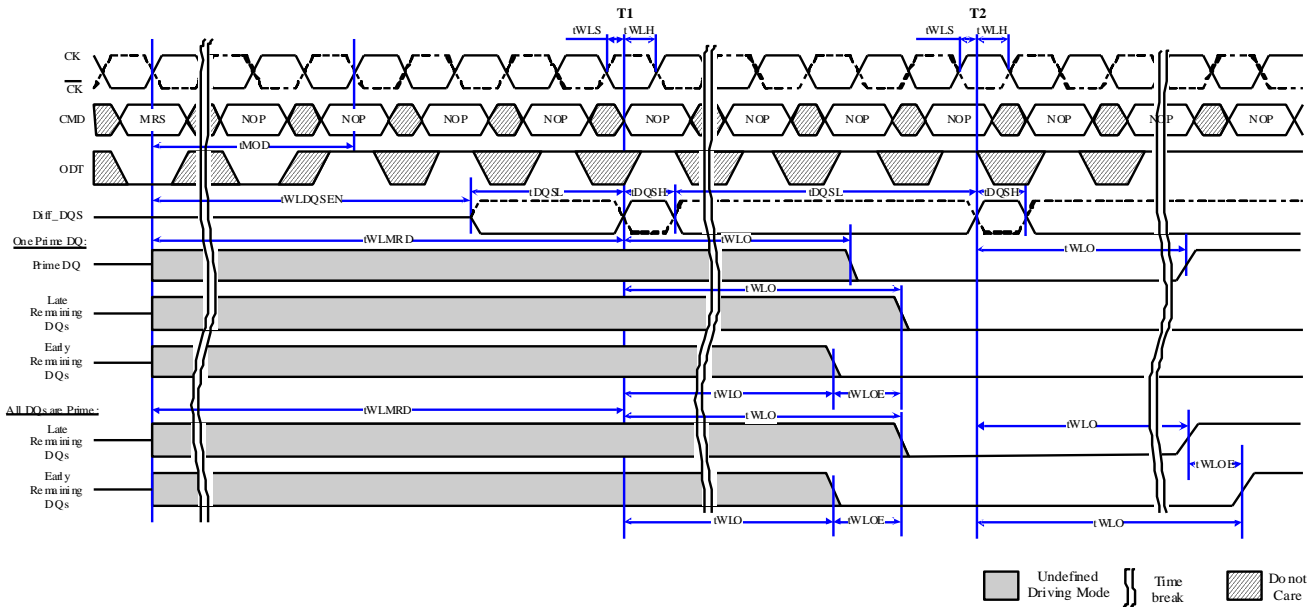 T1 T2
tWLS tWLH tWLS tWLH
CK
CK
CMD MRS NOP NOP NOP NOP NOP NOP NOP NOP NOP NOP NOP
tMOD
ODT
tDQSL tDQSH tDQSL tDQSH
tWLDQSEN
Diff_DQS
One Prime DQ:
tWLMRD tWLO
tWLO
Prime DQ
tWLO
Late
Remaining
DQs
Early
Remaining
DQs
tWLO tWLOE
All DQs are Prime:
tWLMRD tWLO
Late
Remaining
DQs
tWLO
tWLOE
Early
Remaining
DQs
tWLO tWLOE tWLO
Undefined
Driving Mode
Time
break
Do not
Care